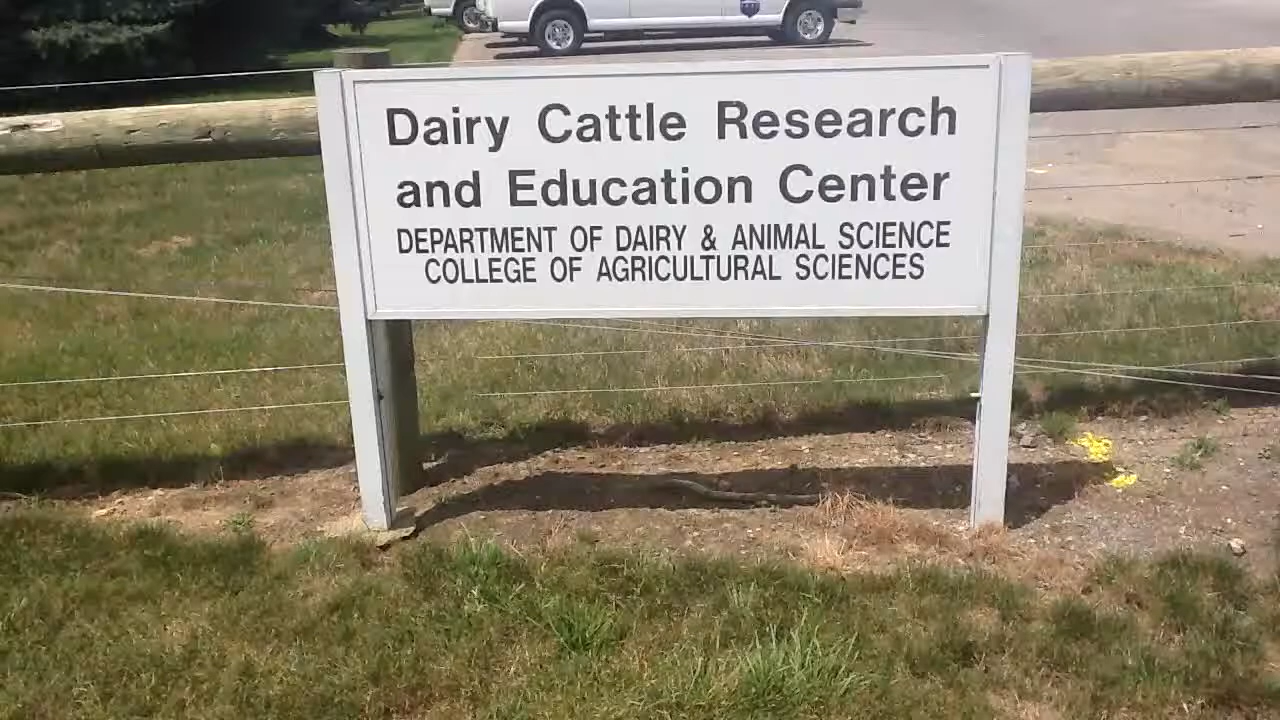 Dairy Cattle Research
and Education Center
DEPARTMENT OF DAIRY & ANIMAL SCIENCE
COLLEGE OF AGRICULTURAL SCIENCES